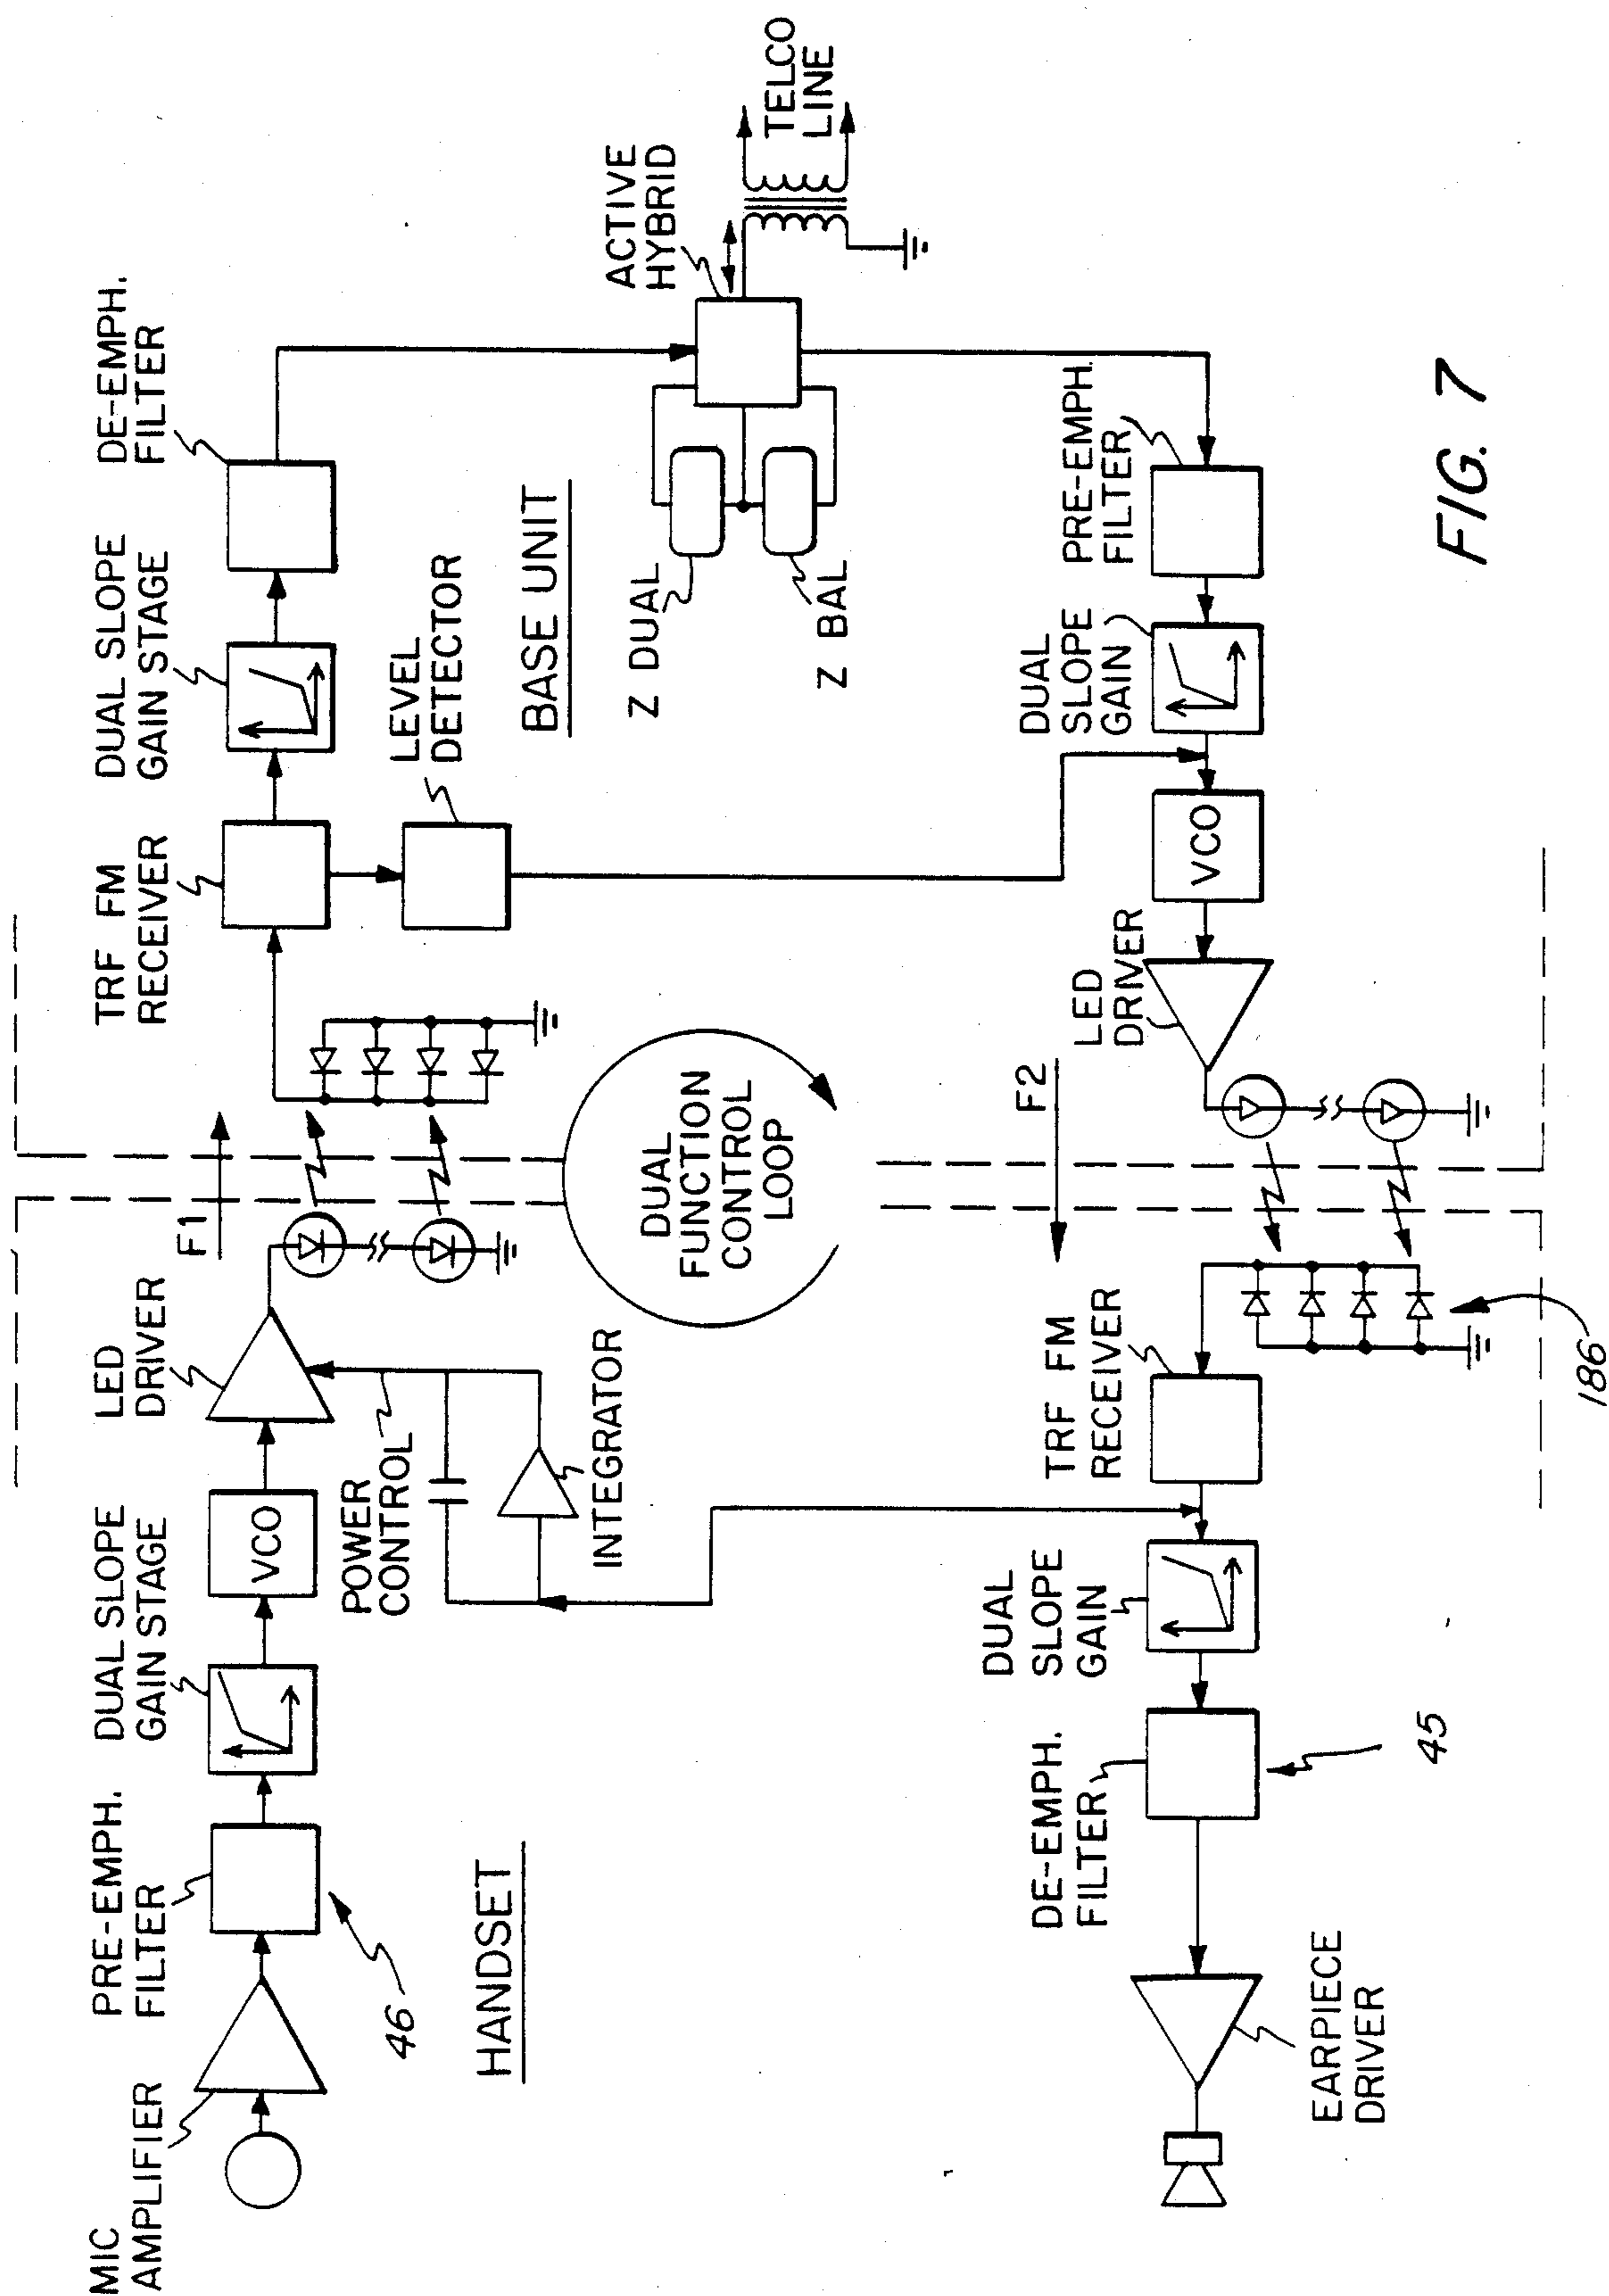 MIC
AMPLIFIER
PRE-EMPH.
FILTER
DUAL SLOPE
GAIN STAGE
VCO
LED
DRIVER
F1
TRF FM
RECEIVER
DUAL SLOPE
GAIN STAGE
DE-EMPH.
FILTER
46
POWER
CONTROL
INTEGRATOR
LEVEL
DETECTOR
HANDSET
BASE UNIT
DUAL
FUNCTION
CONTROL
LOOP
Z DUAL
Z BAL
ACTIVE
HYBRID
TELCO
LINE
F2
EARPIECE
DRIVER
DE-EMPH.
FILTER
45
DUAL
SLOPE
GAIN
TRF FM
RECEIVER
186
LED
DRIVER
VCO
DUAL
SLOPE
GAIN
PRE-EMPH.
FILTER
FIG. 7